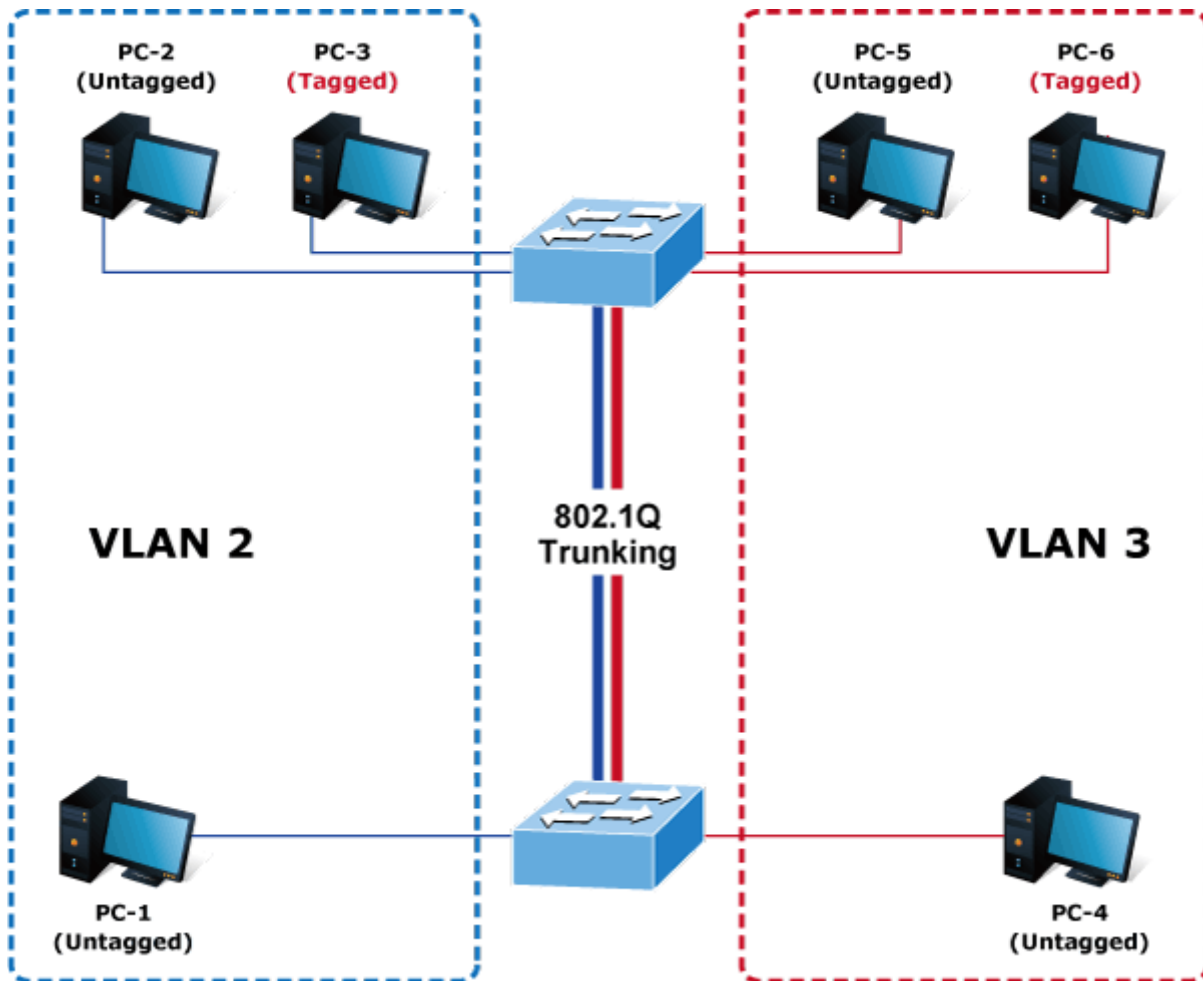 PC-2
(Untagged)
PC-3
(Tagged)
PC-5
(Untagged)
PC-6
(Tagged)
802.1Q
Trunking
VLAN 2
VLAN 3
PC-1
(Untagged)
PC-4
(Untagged)